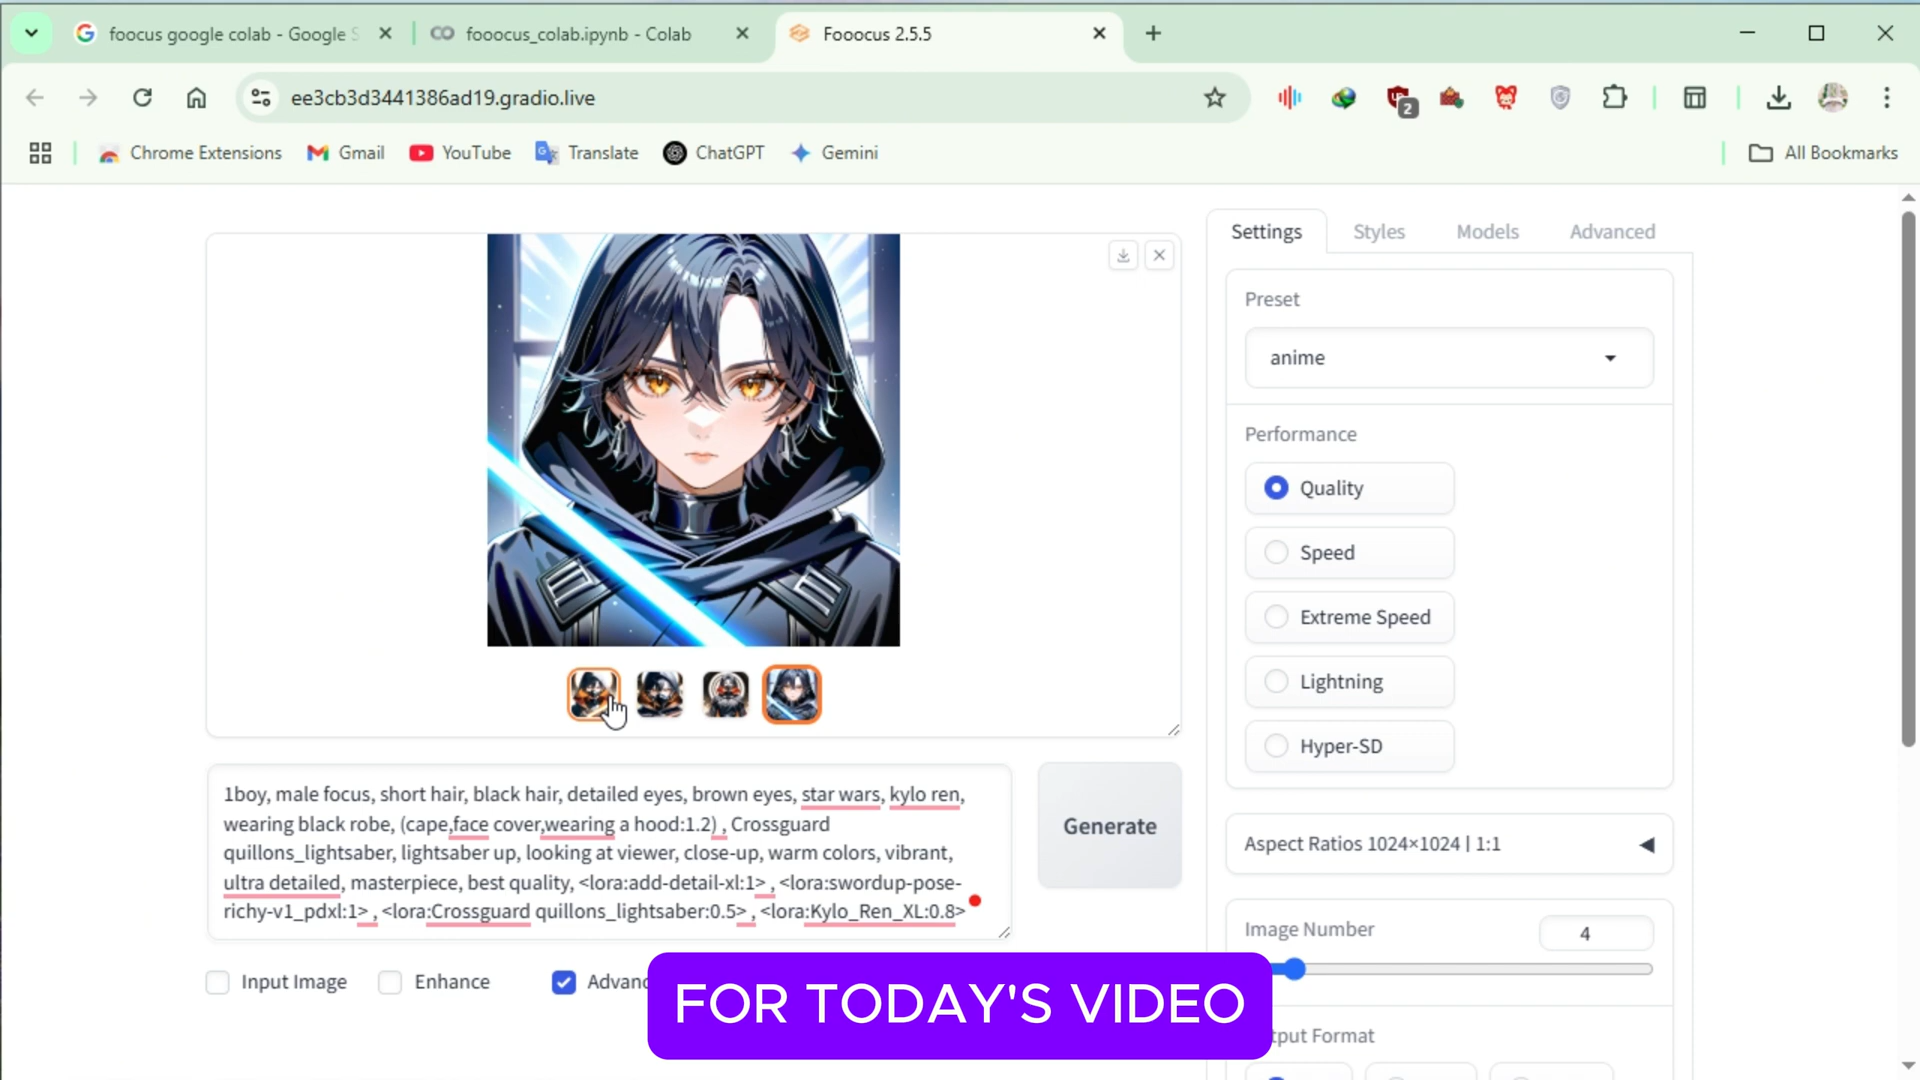 foocus google colab - Google S
fooocus_colab.ipynb - Colab
Fooocus 2.5.5
ee3cb3d3441386ad19.gradio.live
2
Chrome Extensions
Gmail
YouTube
Translate
ChatGPT
Gemini
All Bookmarks
Settings
Styles
Models
Advanced
Preset
anime
Performance
Quality
Speed
Extreme Speed
Lightning
Hyper-SD
Aspect Ratios 1024×1024 | 1:1
Image Number
4
1boy, male focus, short hair, black hair, detailed eyes, brown eyes, star wars, kylo ren,
wearing black robe, (cape,face cover,wearing a hood:1.2) , Crossguard
quillons_lightsaber, lightsaber up, looking at viewer, close-up, warm colors, vibrant,
ultra detailed, masterpiece, best quality, <lora:add-detail-xl:1> , <lora:swordup-pose-
richy-v1_pdxl:1> , <lora:Crossguard quillons_lightsaber:0.5> , <lora:Kylo_Ren_XL:0.8>
Generate
Input Image
Enhance
Advanc
FOR TODAY'S VIDEO
tput Format